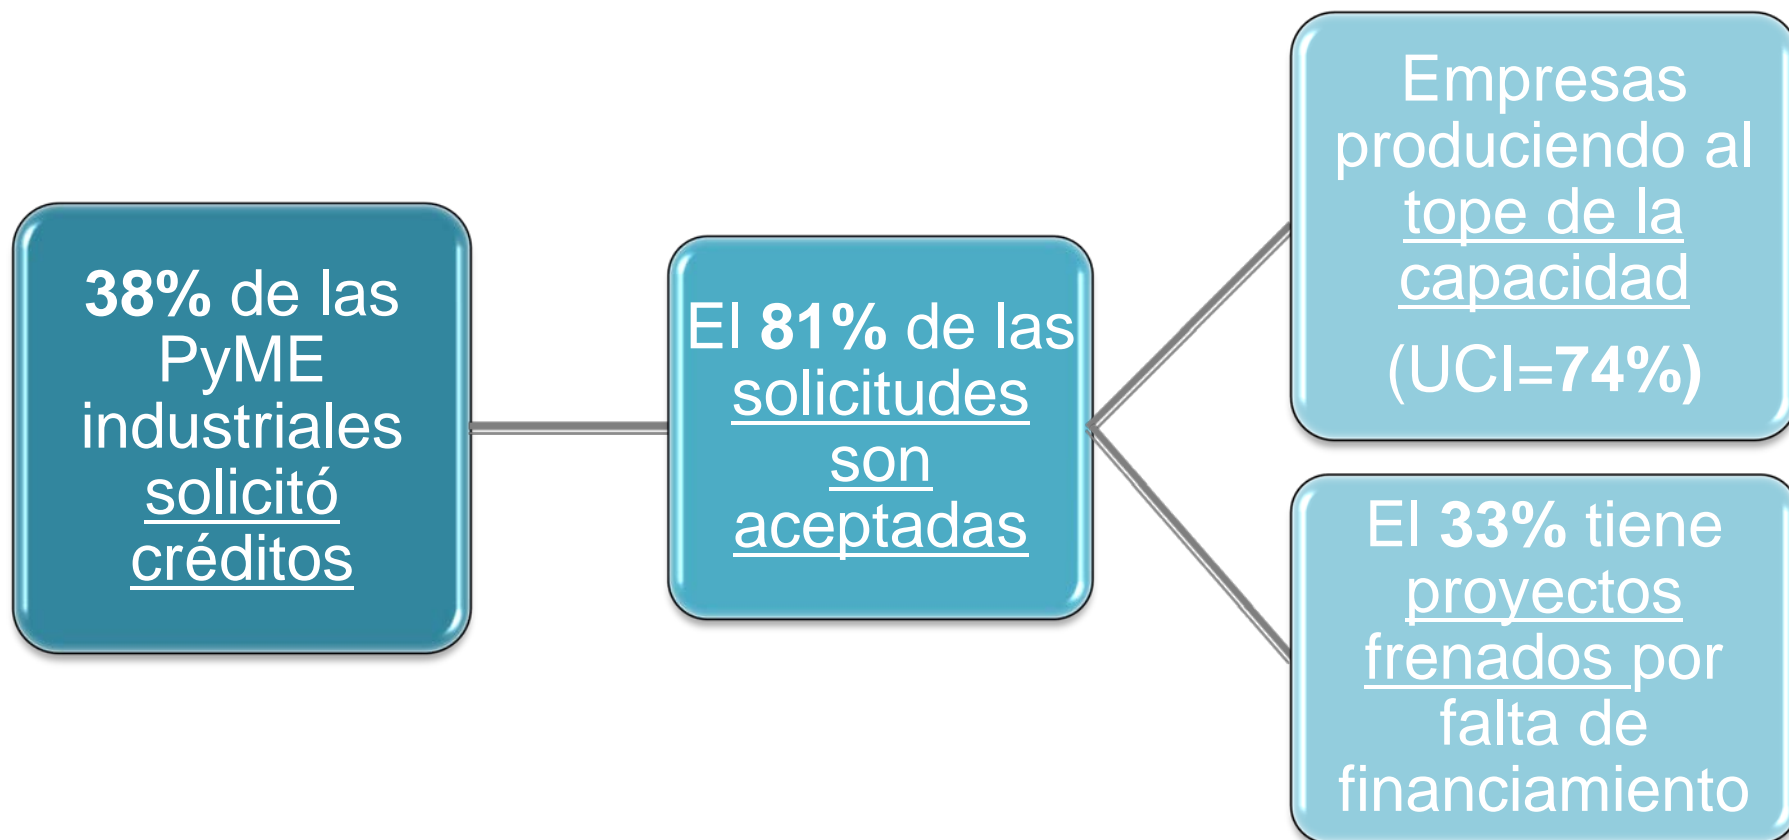 38% de las
PyME
industriales
solicitó
créditos
El 81% de las
solicitudes
son
aceptadas
Empresas
produciendo al
tope de la
capacidad
(UCI=74%)
El 33% tiene
proyectos
frenados por
falta de
financiamiento